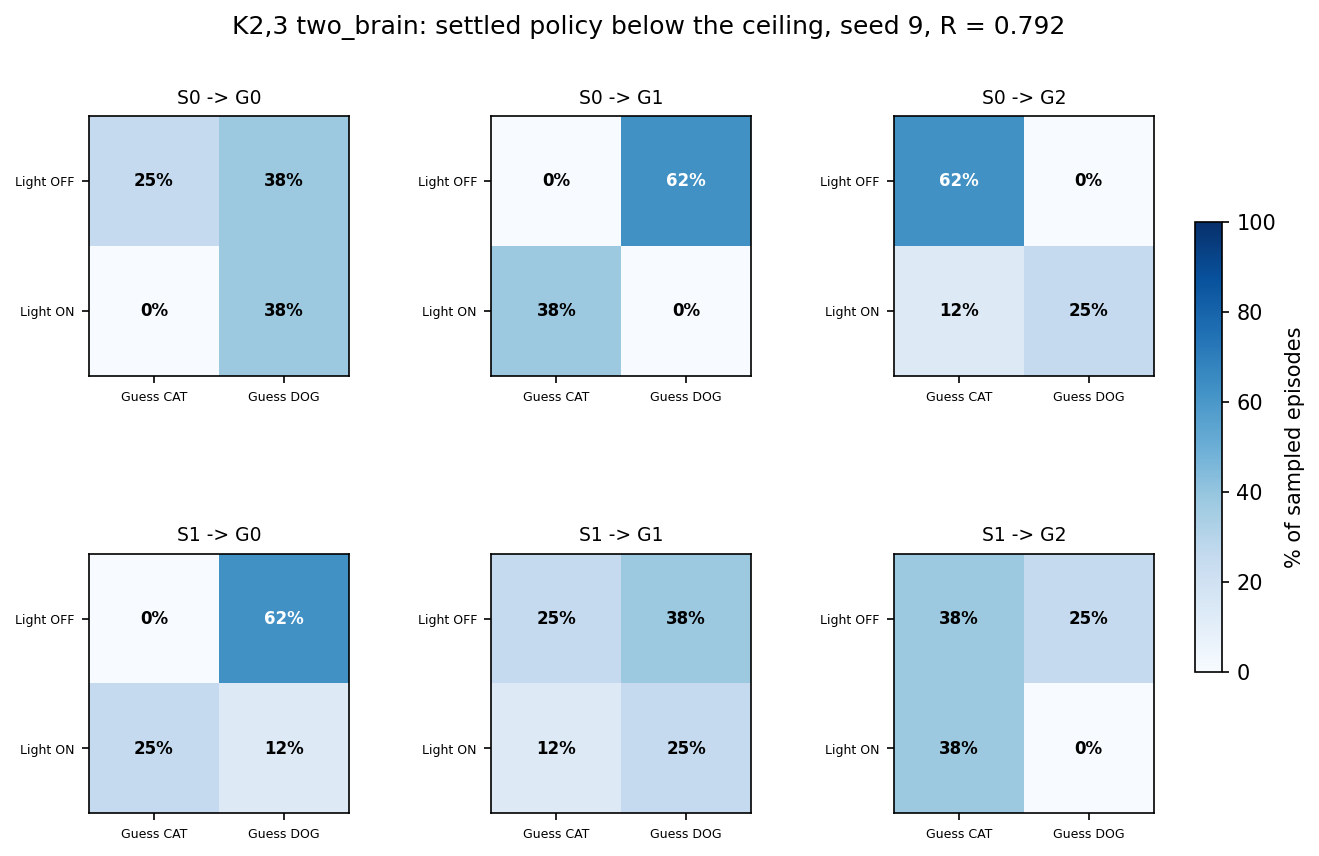 K2,3 two_brain: settled policy below the ceiling, seed 9, R = 0.792
S0 -> G0
S0 -> G1
S0 -> G2
Light OFF
25%
38%
Light OFF
0%
62%
Light OFF
62%
0%
Light ON
0%
38%
Light ON
38%
0%
Light ON
12%
25%
Guess CAT
Guess DOG
Guess CAT
Guess DOG
Guess CAT
Guess DOG
S1 -> G0
S1 -> G1
S1 -> G2
Light OFF
0%
62%
Light OFF
25%
38%
Light OFF
38%
25%
Light ON
25%
12%
Light ON
12%
25%
Light ON
38%
0%
Guess CAT
Guess DOG
Guess CAT
Guess DOG
Guess CAT
Guess DOG
100
80
60
40
20
0
% of sampled episodes